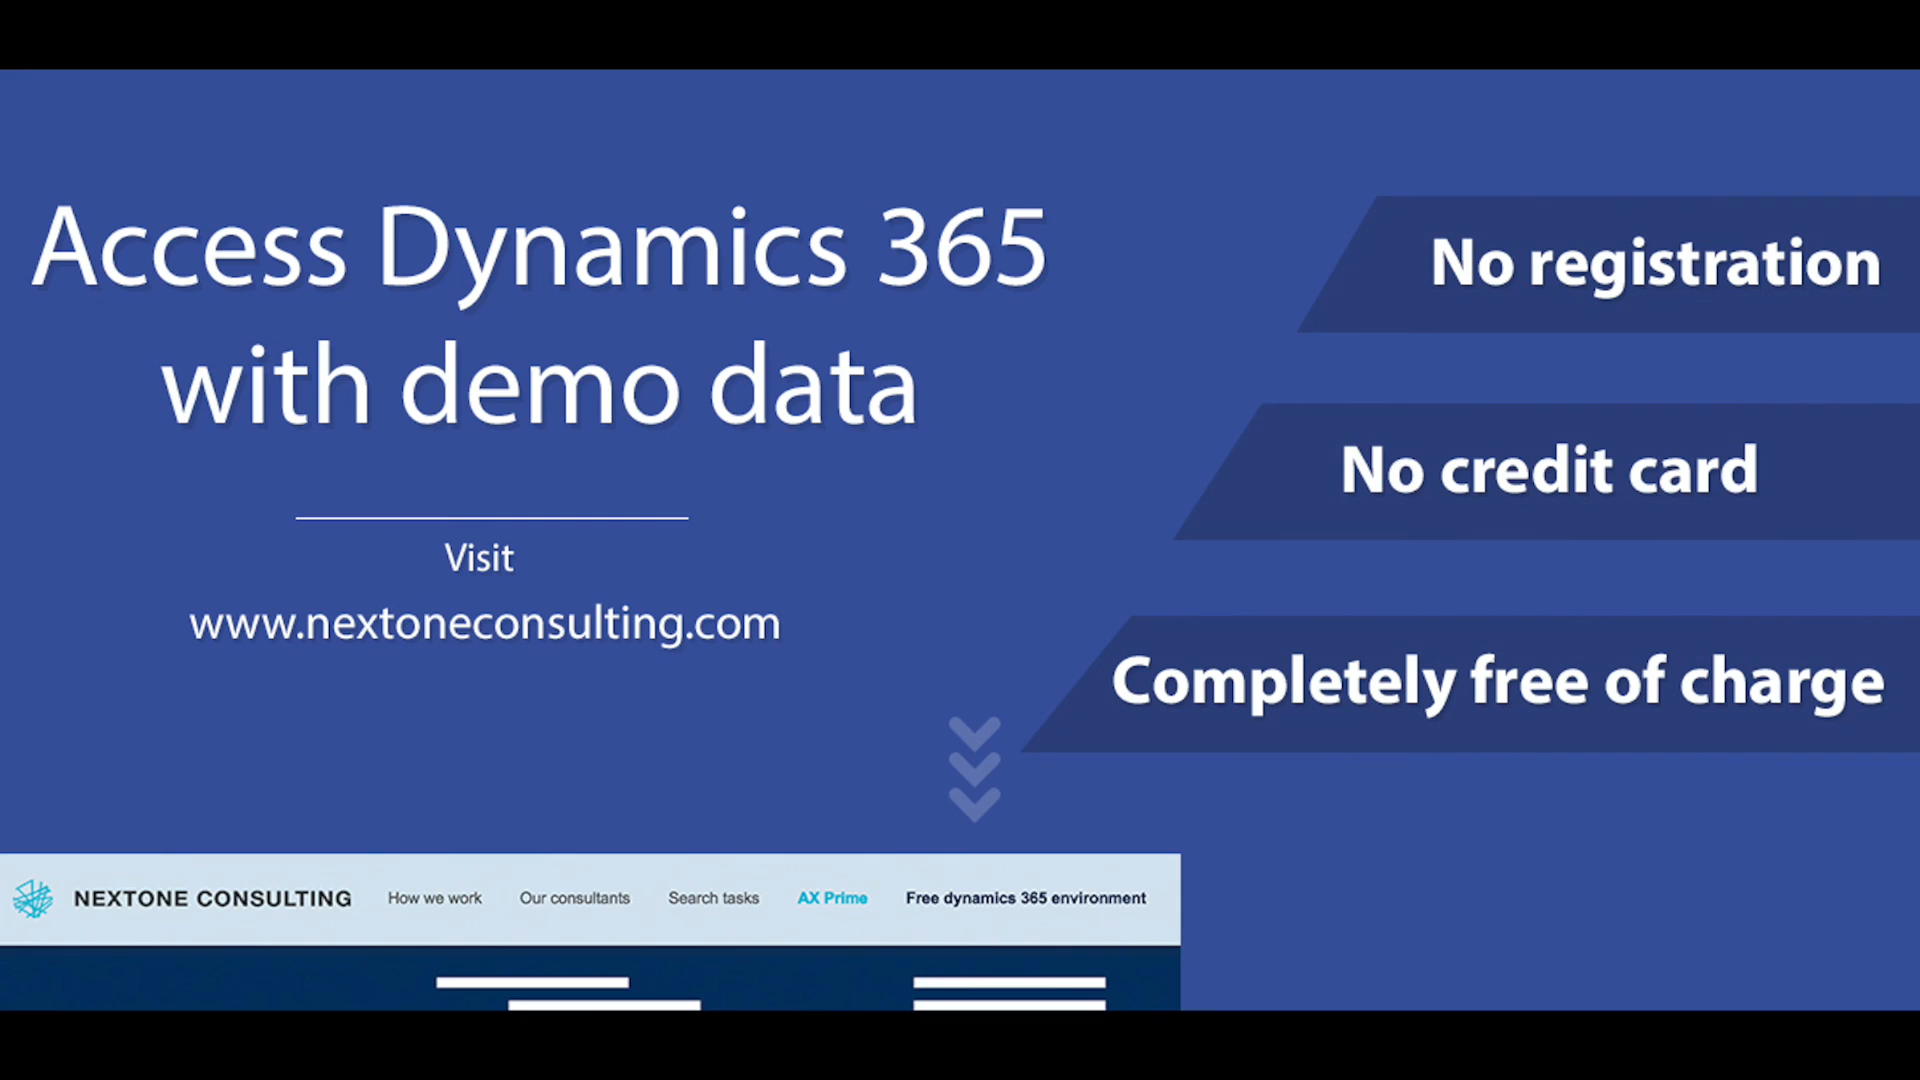 Access Dynamics 365
with demo data
Visit
www.nextoneconsulting.com
No registration
No credit card
Completely free of charge
NEXTONE CONSULTING How we work Our consultants Search tasks AX Prime Free dynamics 365 environment